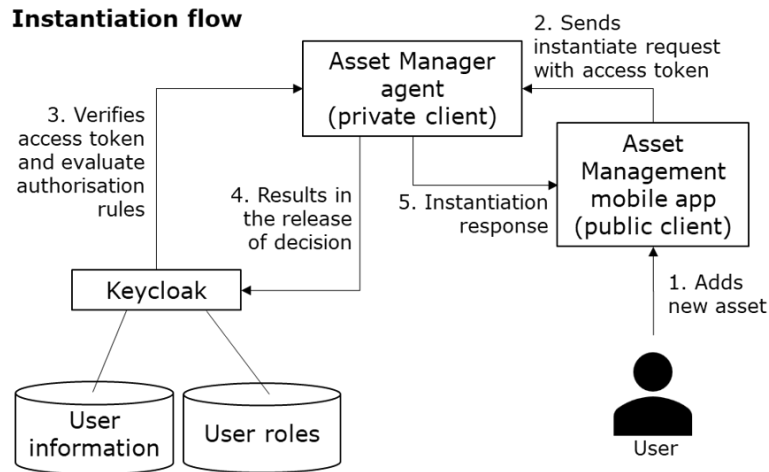 Instantiation flow
Asset Manager
agent
(private client)
2. Sends
instantiate request
with access token
3. Verifies
access token
and evaluate
authorisation
rules
4. Results in
the release
of decision
5. Instantiation
response
Asset
Management
mobile app
(public client)
Keycloak
1. Adds
new asset
User
information
User roles
User